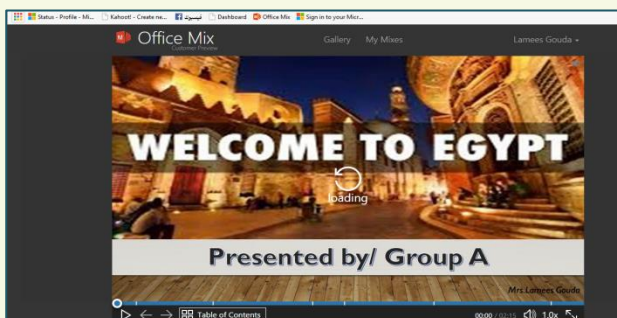 Status - Profile - Mi... Kahoot! - Create ne... فيسبوك Dashboard Office Mix Sign in to your Micr...
Office Mix Gallery My Mixes Lamees Gouda
Customer Preview
WELCOME TO EGYPT
loading
Presented by/ Group A
Mrs.Lamees Gouda
Table of Contents 00:00 / 02:15 1.0x